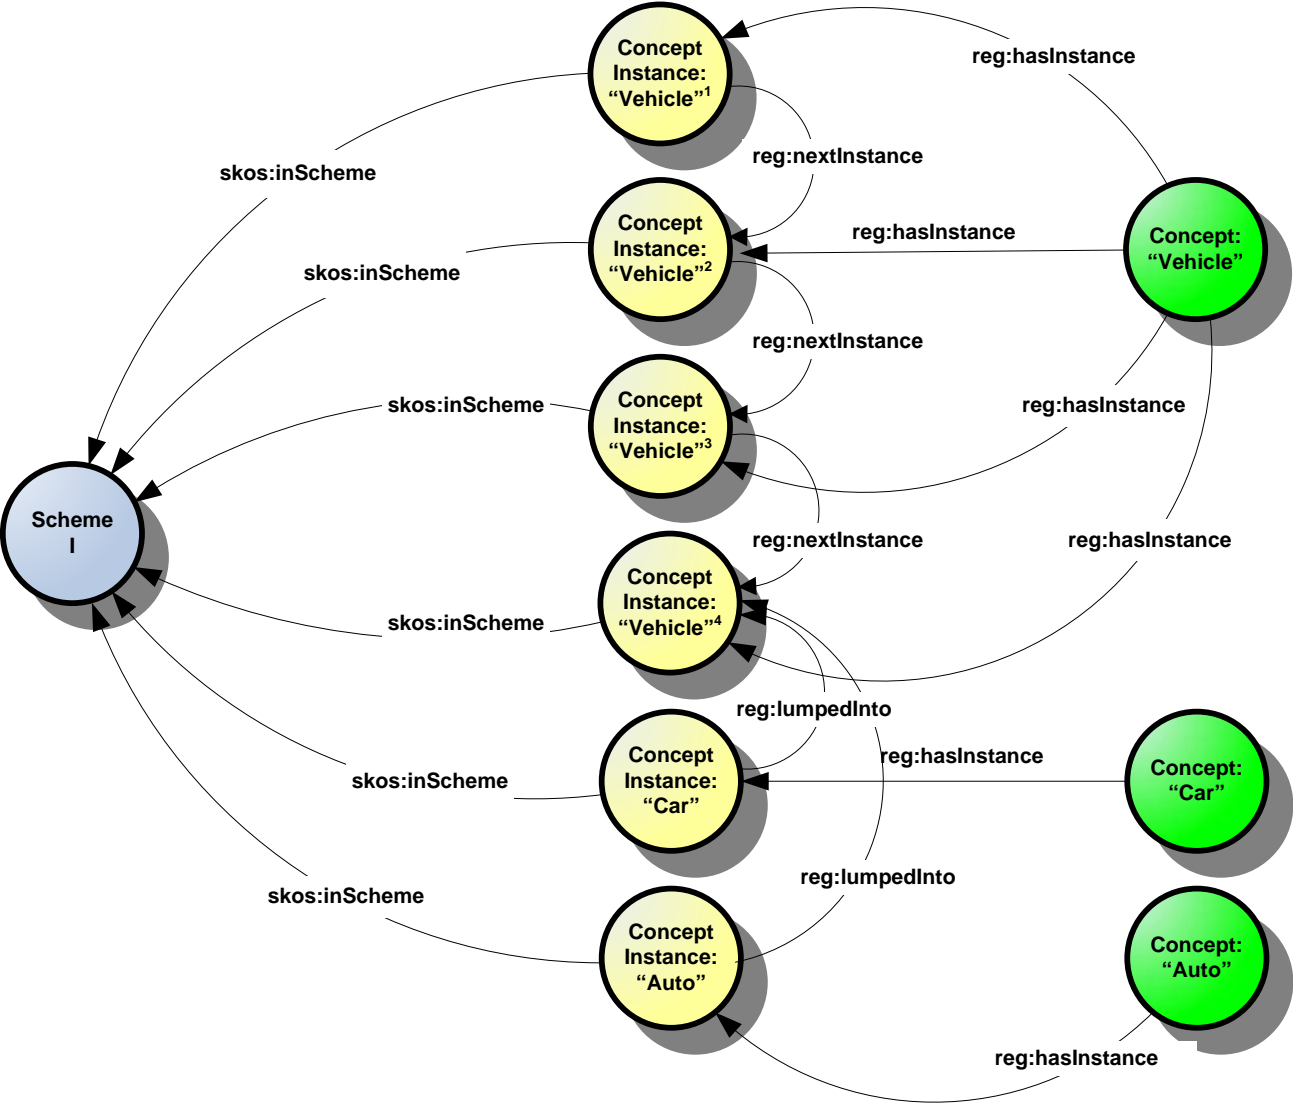 Concept
Instance:
“Vehicle”1
reg:hasInstance
reg:nextInstance
skos:inScheme
Concept
Instance:
“Vehicle”2
reg:hasInstance
Concept:
“Vehicle”
skos:inScheme
reg:nextInstance
Concept
Instance:
“Vehicle”3
skos:inScheme
reg:hasInstance
Scheme
I
reg:nextInstance
reg:hasInstance
Concept
Instance:
“Vehicle”4
skos:inScheme
reg:lumpedInto
Concept
Instance:
“Car”
reg:hasInstance
Concept:
“Car”
skos:inScheme
reg:lumpedInto
skos:inScheme
Concept
Instance:
“Auto”
Concept:
“Auto”
reg:hasInstance